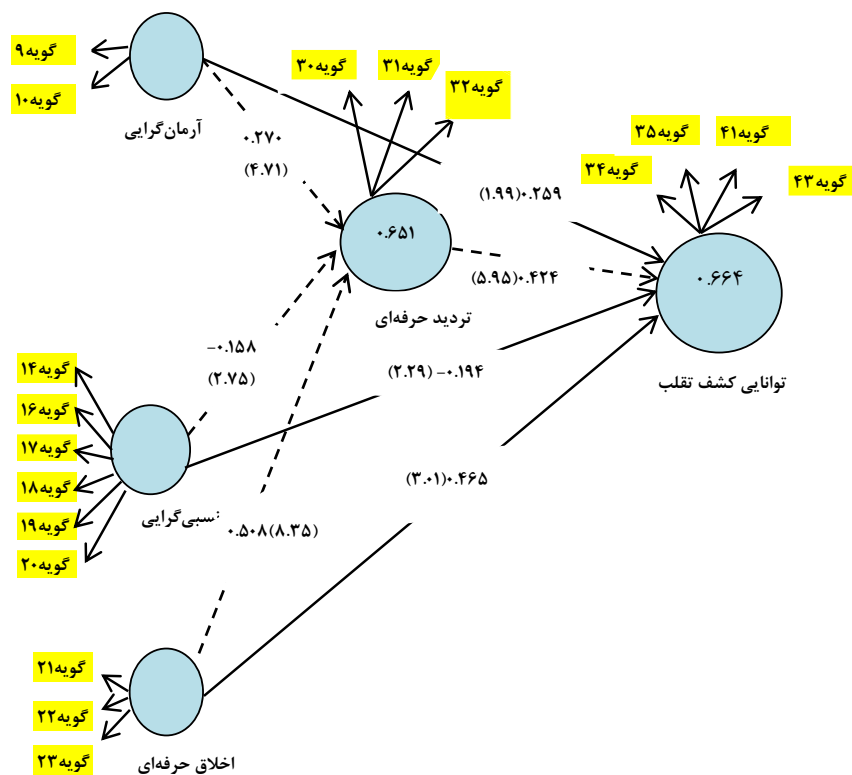 گویه۹
گویه۱۰
آرمان‌گرایی
گویه۳۰
گویه۳۱
گویه۳۲
۰.۲۷۰
(۴.۷۱)
گویه۳۴
گویه۳۵
گویه۴۱
گویه۴۳
(۱.۹۹)۰.۲۵۹
۰.۶۵۱
تردید حرفه‌ای
(۵.۹۵)۰.۴۲۴
۰.۶۶۴
توانایی کشف تقلب
−۰.۱۵۸
(۲.۷۵)
(۲.۲۹) −۰.۱۹۴
گویه۱۴
گویه۱۶
گویه۱۷
گویه۱۸
گویه۱۹
گویه۲۰
نسبی‌گرایی
۰.۵۰۸(۸.۳۵)
(۳.۰۱)۰.۴۶۵
گویه۲۱
گویه۲۲
گویه۲۳
اخلاق حرفه‌ای